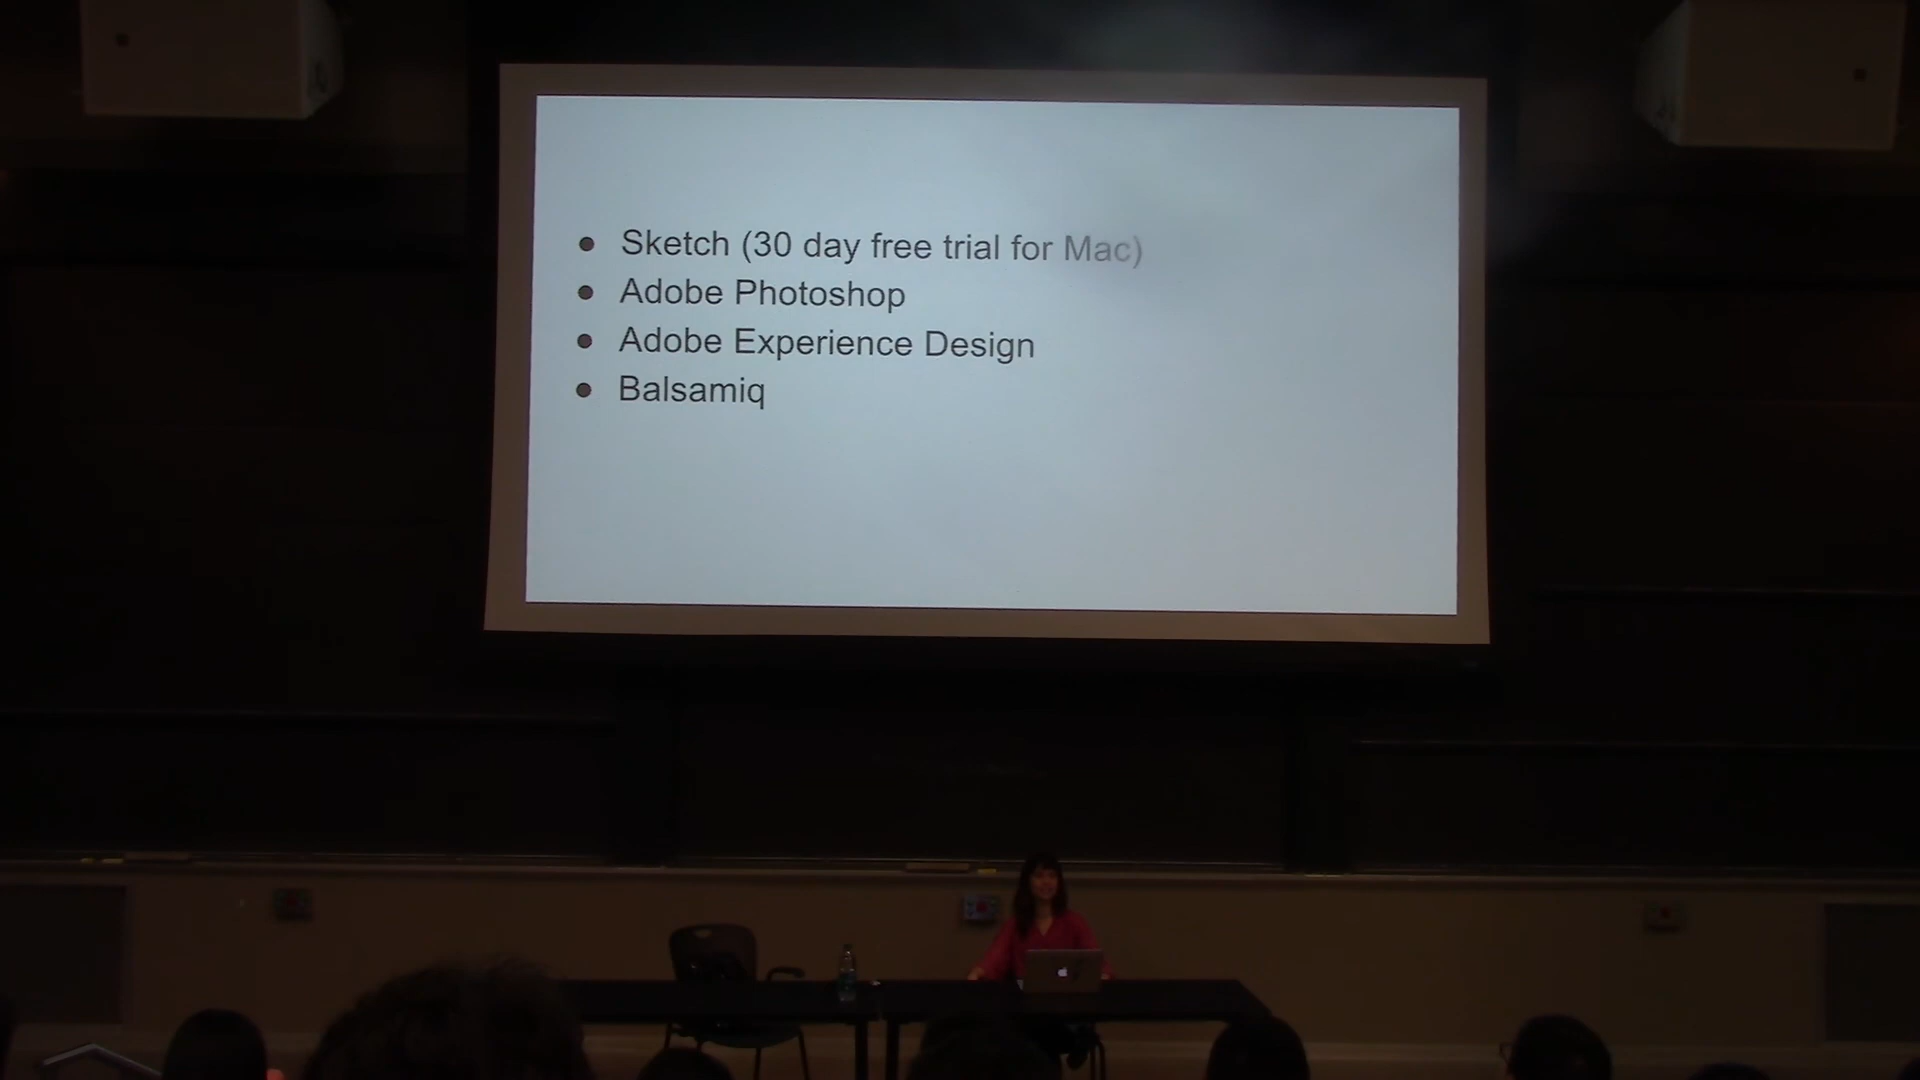 ● Sketch (30 day free trial for Mac)
● Adobe Photoshop
● Adobe Experience Design
● Balsamiq